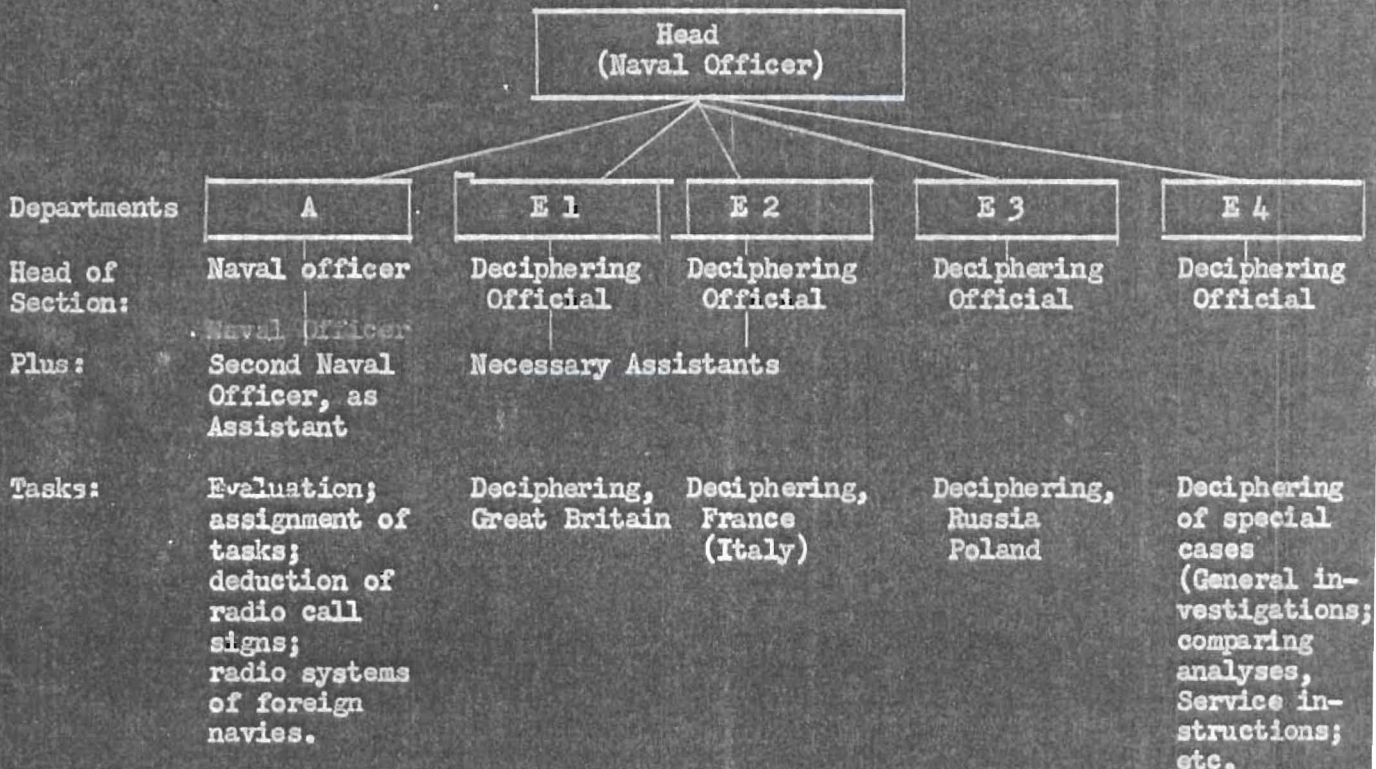 Head
(Naval Officer)
Departments
A
E 1
E 2
E 3
E 4
Head of
Section:
Naval officer
Deciphering
Official
Deciphering
Official
Deciphering
Official
Deciphering
Official
Naval Officer
Plus:
Second Naval
Officer, as
Assistant
Necessary Assistants
Tasks:
Evaluation;
assignment of
tasks;
deduction of
radio call
signs;
radio systems
of foreign
navies.
Deciphering,
Great Britain
Deciphering,
France
(Italy)
Deciphering,
Russia
Poland
Deciphering
of special
cases
(General in-
vestigations;
comparing
analyses,
Service in-
structions;
etc.